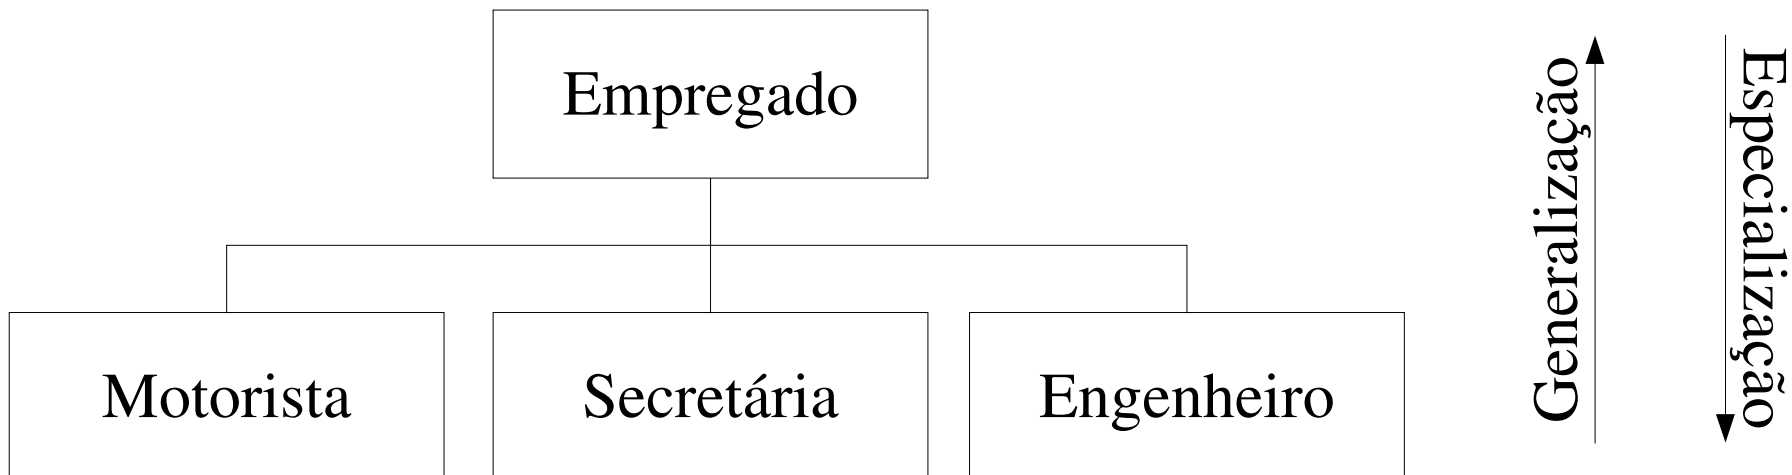 Empregado
Motorista
Secretária
Engenheiro
Generalização
Especialização